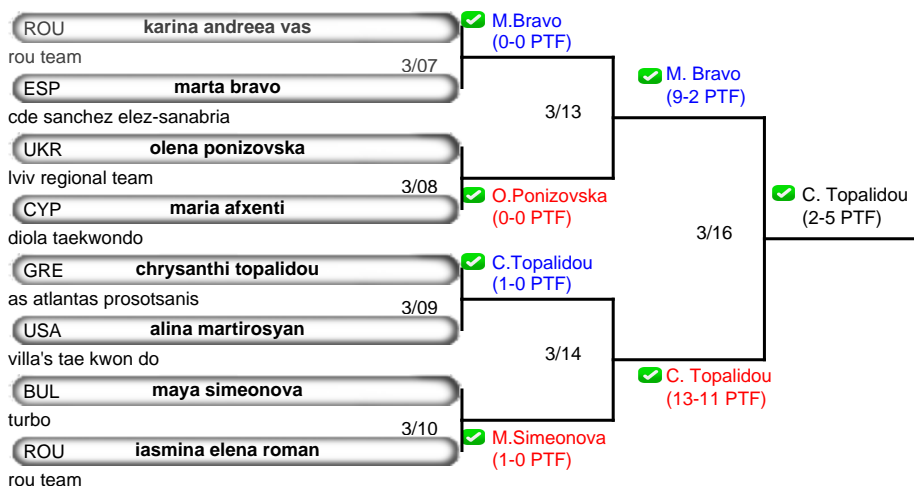 ROU karina andreea vas
rou team
3/07
ESP marta bravo
cde sanchez elez-sanabria
UKR olena ponizovska
lviv regional team
3/08
CYP maria afxenti
diola taekwondo
GRE chrysanthi topalidou
as atlantas prosotsanis
3/09
USA alina martirosyan
villa's tae kwon do
BUL maya simeonova
turbo
3/10
ROU iasmina elena roman
rou team
M.Bravo
(0-0 PTF)
3/13
O.Ponizovska
(0-0 PTF)
C.Topalidou
(1-0 PTF)
3/14
M.Simeonova
(1-0 PTF)
M. Bravo
(9-2 PTF)
3/16
C. Topalidou
(13-11 PTF)
C. Topalidou
(2-5 PTF)